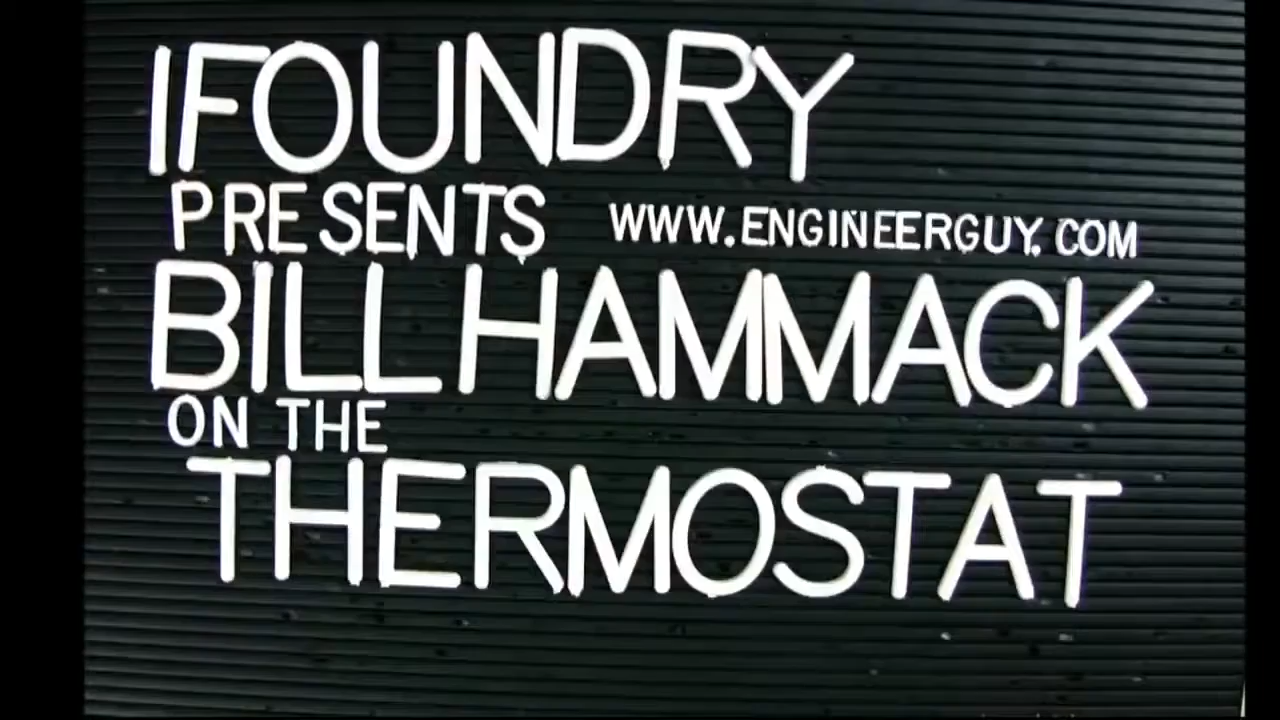 IFOUNDRY
PRESENTS WWW.ENGINEERGUY.COM
BILL HAMMACK
ON THE
THERMOSTAT